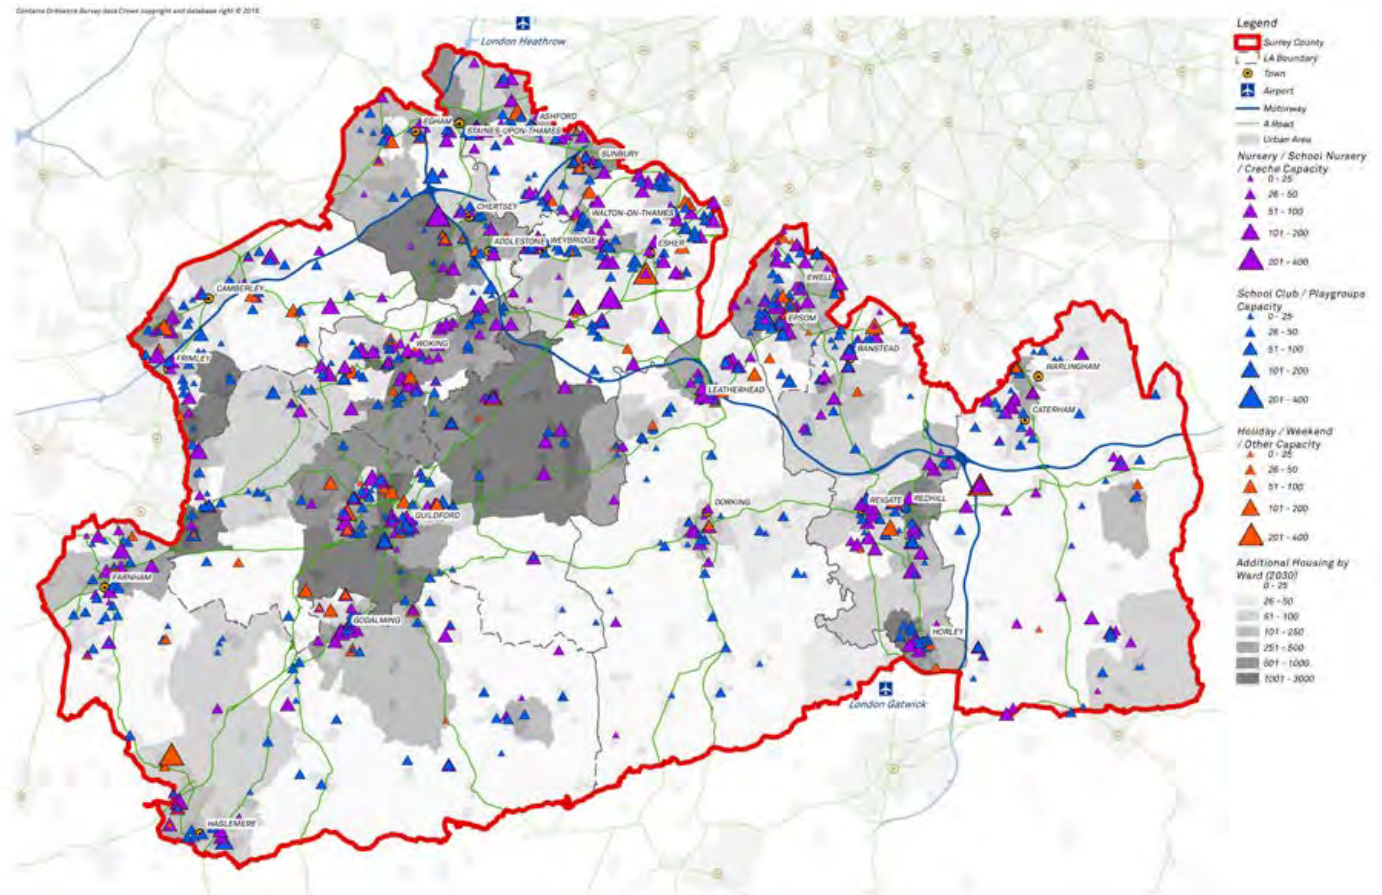 Contains Ordnance Survey data Crown copyright and database right © 2015
London Heathrow
EGHAM
ASHFORD
STAINES-UPON-THAMES
SUNBURY
CHERTSEY
WALTON-ON-THAMES
ADDLESTONE
WEYBRIDGE
ESHER
CAMBERLEY
EWELL
EPSOM
WOKING
BANSTEAD
FRIMLEY
WARLINGHAM
LEATHERHEAD
CATERHAM
DORKING
REIGATE
REDHILL
GUILDFORD
FARNHAM
GODALMING
HORLEY
London Gatwick
HASLEMERE
Legend
Surrey County
LA Boundary
Town
Airport
Motorway
A Road
Urban Area
Nursery / School Nursery
/ Creche Capacity
0 - 25
26 - 50
51 - 100
101 - 200
201 - 400
School Club / Playgroups
Capacity
0 - 25
26 - 50
51 - 100
101 - 200
201 - 400
Holiday / Weekend
/ Other Capacity
0 - 25
26 - 50
51 - 100
101 - 200
201 - 400
Additional Housing by
Ward (2030)
0 - 25
26 - 50
51 - 100
101 - 250
251 - 500
501 - 1000
1001 - 3000